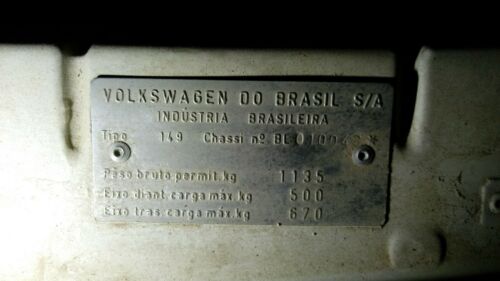 VOLKSWAGEN DO BRASIL S/A
INDÚSTRIA BRASILEIRA
Tipo 149 Chassi nº
Peso bruto permit.kg 1135
Eixo diant.carga máx.kg 500
Eixo tras.carga máx.kg 670